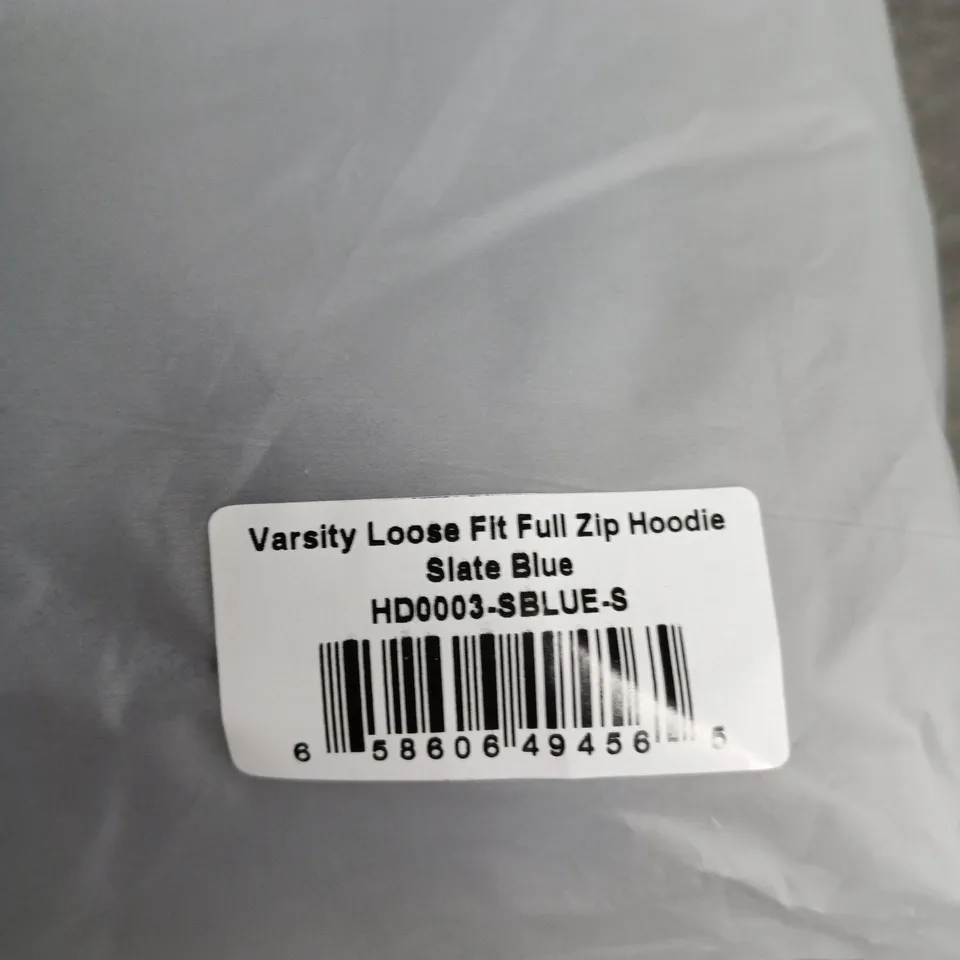 Varsity Loose Fit Full Zip Hoodie
Slate Blue
HD0003-SBLUE-S
6 58606 49456 5